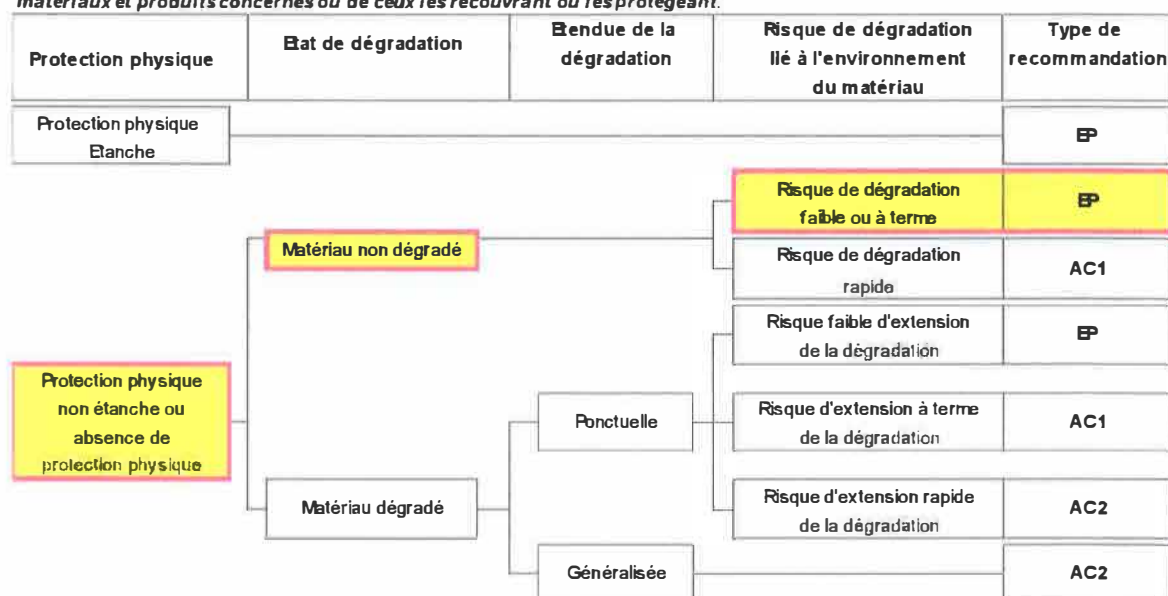 matériaux et produits concernés ou de ceux les recouvrant ou les protégeant.
Protection physique
Etat de dégradation
Etendue de la
dégradation
Risque de dégradation
lié à l'environnement
du matériau
Type de
recommandation
Protection physique
Etanche
EP
Risque de dégradation
faible ou à terme
EP
Matériau non dégradé
Risque de dégradation
rapide
AC1
Risque faible d'extension
de la dégradation
EP
Protection physique
non étanche ou
absence de
protection physique
Ponctuelle
Risque d'extension à terme
de la dégradation
AC1
Matériau dégradé
Risque d'extension rapide
de la dégradation
AC2
Généralisée
AC2